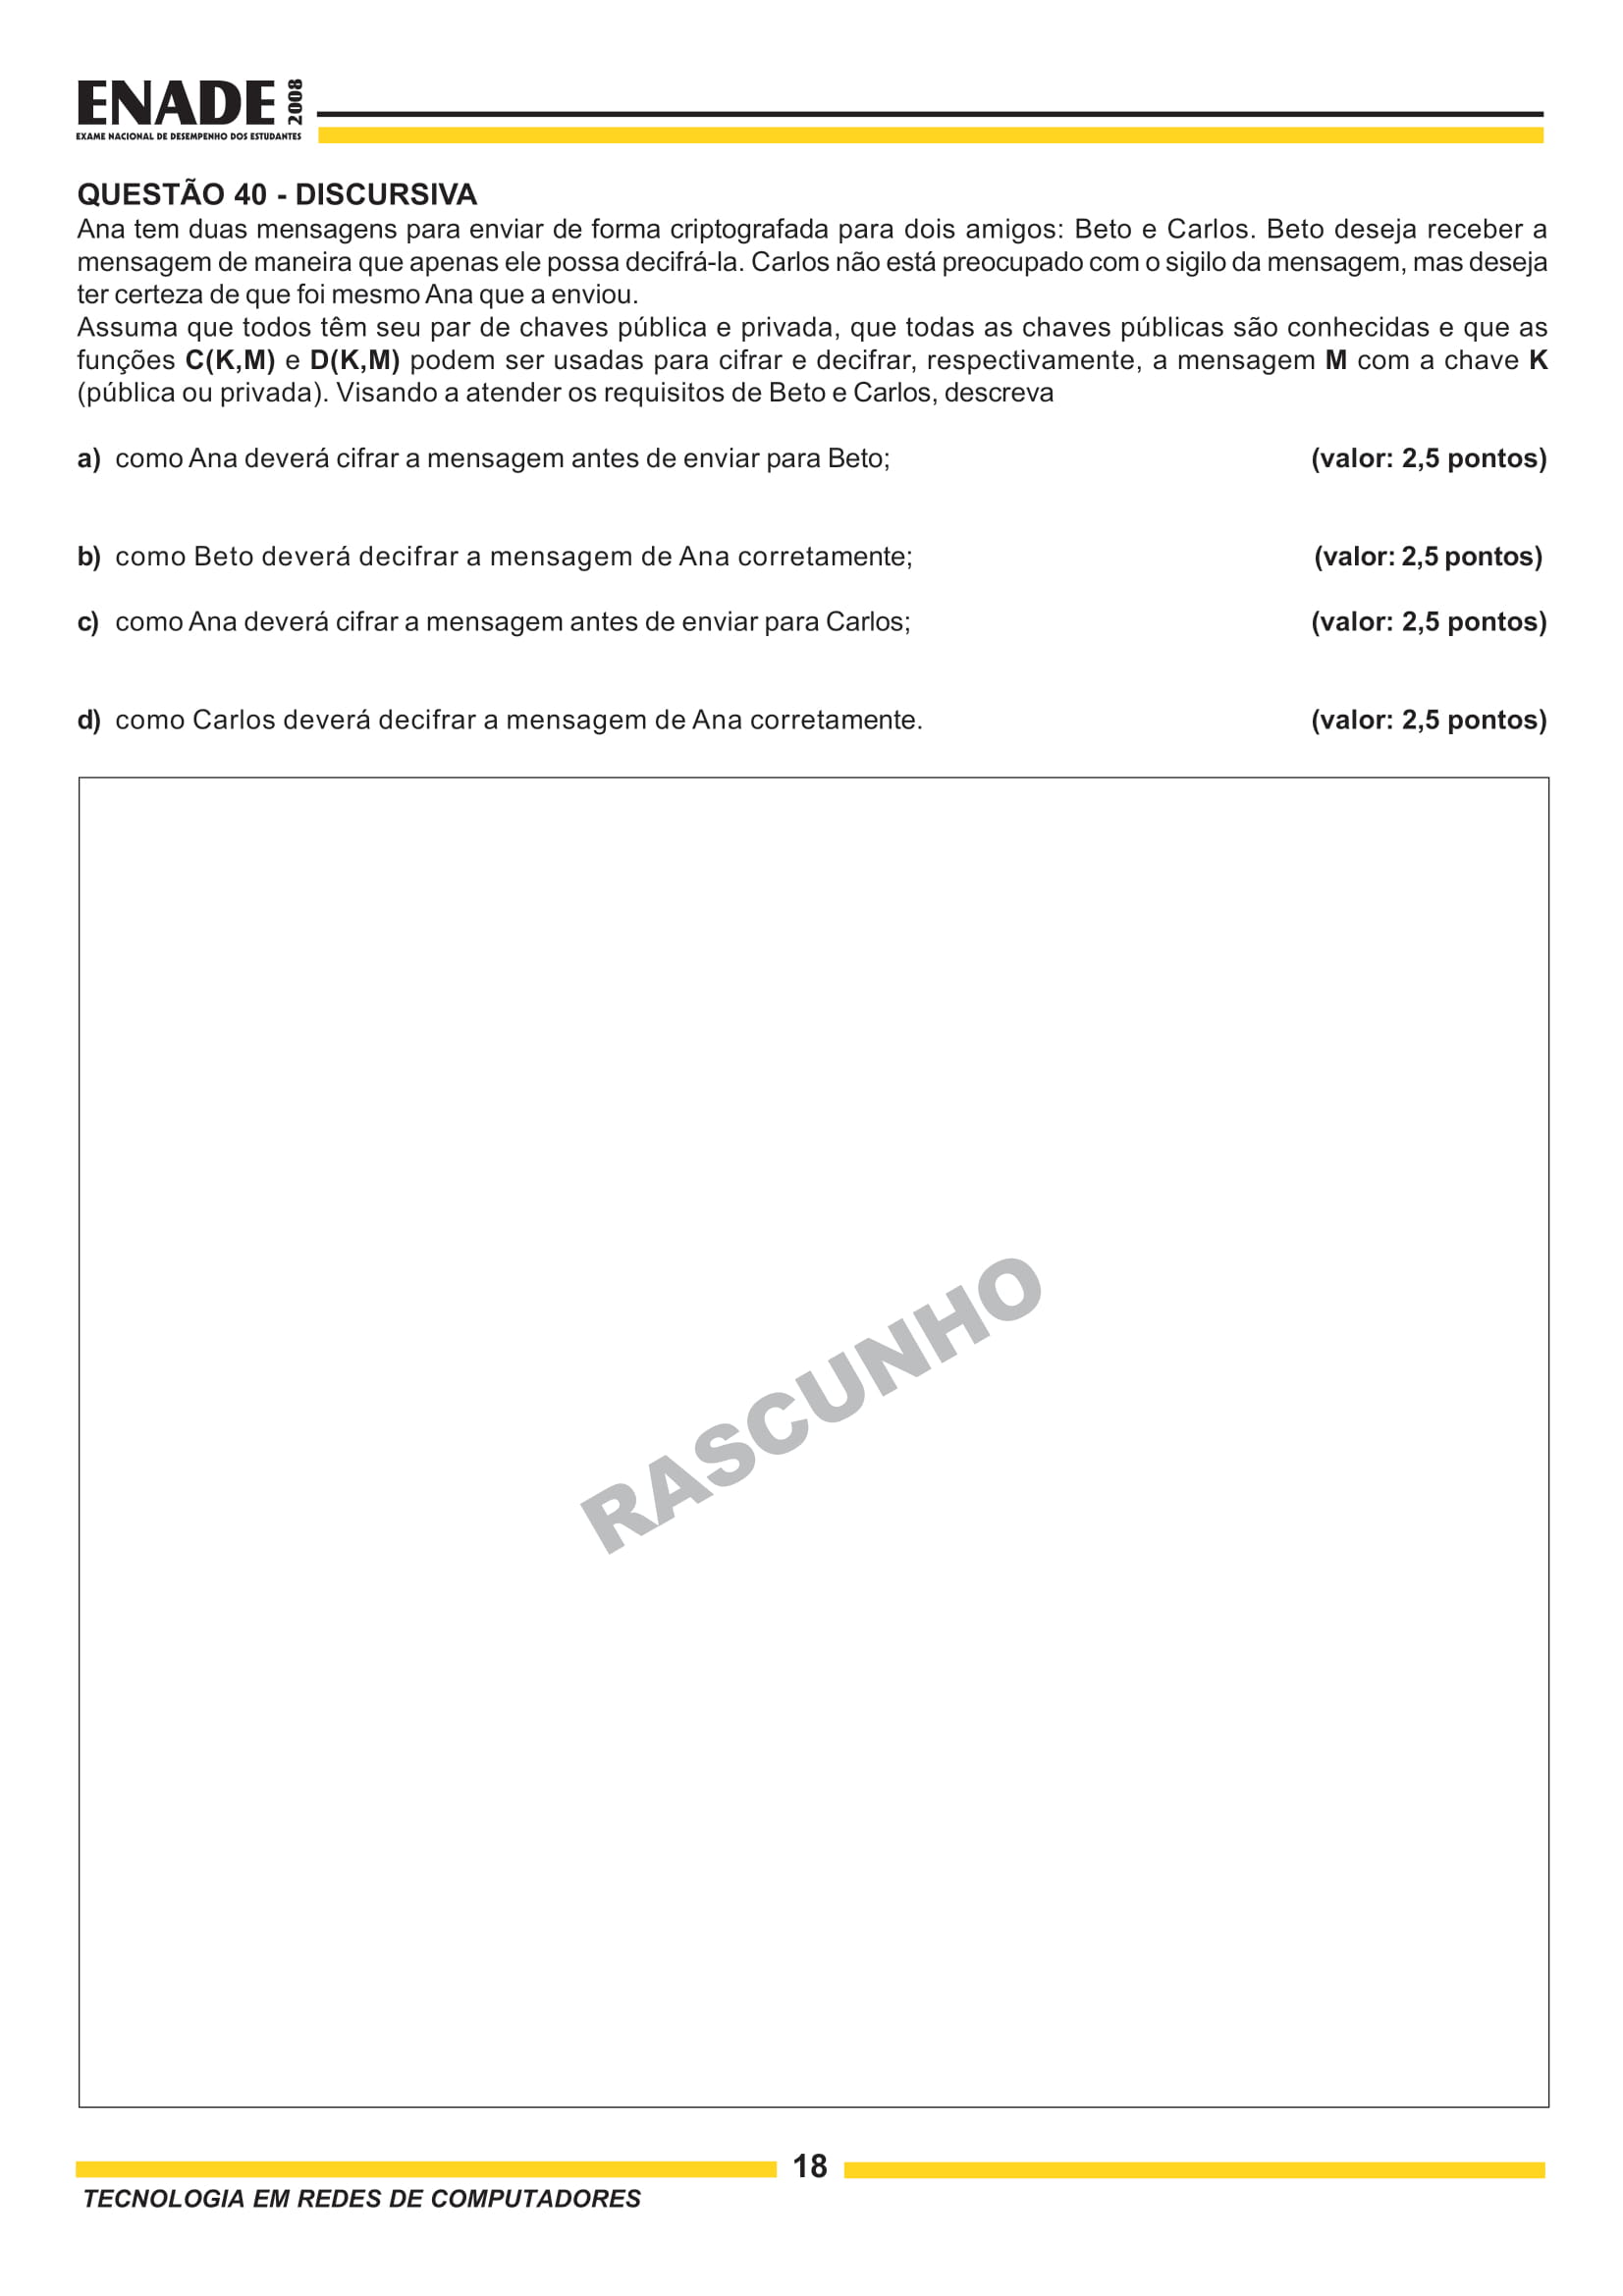 ENADE 2008
EXAME NACIONAL DE DESEMPENHO DOS ESTUDANTES
QUESTÃO 40 - DISCURSIVA
Ana tem duas mensagens para enviar de forma criptografada para dois amigos: Beto e Carlos. Beto deseja receber a
mensagem de maneira que apenas ele possa decifrá-la. Carlos não está preocupado com o sigilo da mensagem, mas deseja
ter certeza de que foi mesmo Ana que a enviou.
Assuma que todos têm seu par de chaves pública e privada, que todas as chaves públicas são conhecidas e que as
funções C(K,M) e D(K,M) podem ser usadas para cifrar e decifrar, respectivamente, a mensagem M com a chave K
(pública ou privada). Visando a atender os requisitos de Beto e Carlos, descreva
a) como Ana deverá cifrar a mensagem antes de enviar para Beto; (valor: 2,5 pontos)
b) como Beto deverá decifrar a mensagem de Ana corretamente; (valor: 2,5 pontos)
c) como Ana deverá cifrar a mensagem antes de enviar para Carlos; (valor: 2,5 pontos)
d) como Carlos deverá decifrar a mensagem de Ana corretamente. (valor: 2,5 pontos)
RASCUNHO
18
TECNOLOGIA EM REDES DE COMPUTADORES